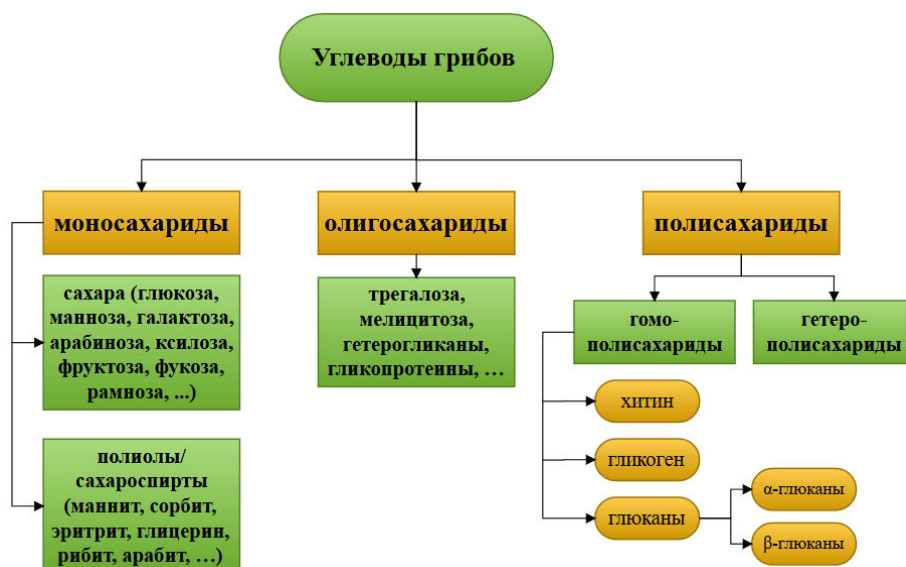 Углеводы грибов
моносахариды
олигосахариды
полисахариды
сахара (глюкоза,
манноза, галактоза,
арабиноза, ксилоза,
фруктоза, фукоза,
рамноза, ...)
трегалоза,
мелицитоза,
гетерогликаны,
гликопротеины, …
гомо-
полисахариды
гетеро-
полисахариды
хитин
гликоген
глюканы
α-глюканы
β-глюканы
полиолы/
сахароспирты
(маннит, сорбит,
эритрит, глицерин,
рибит, арабит, …)